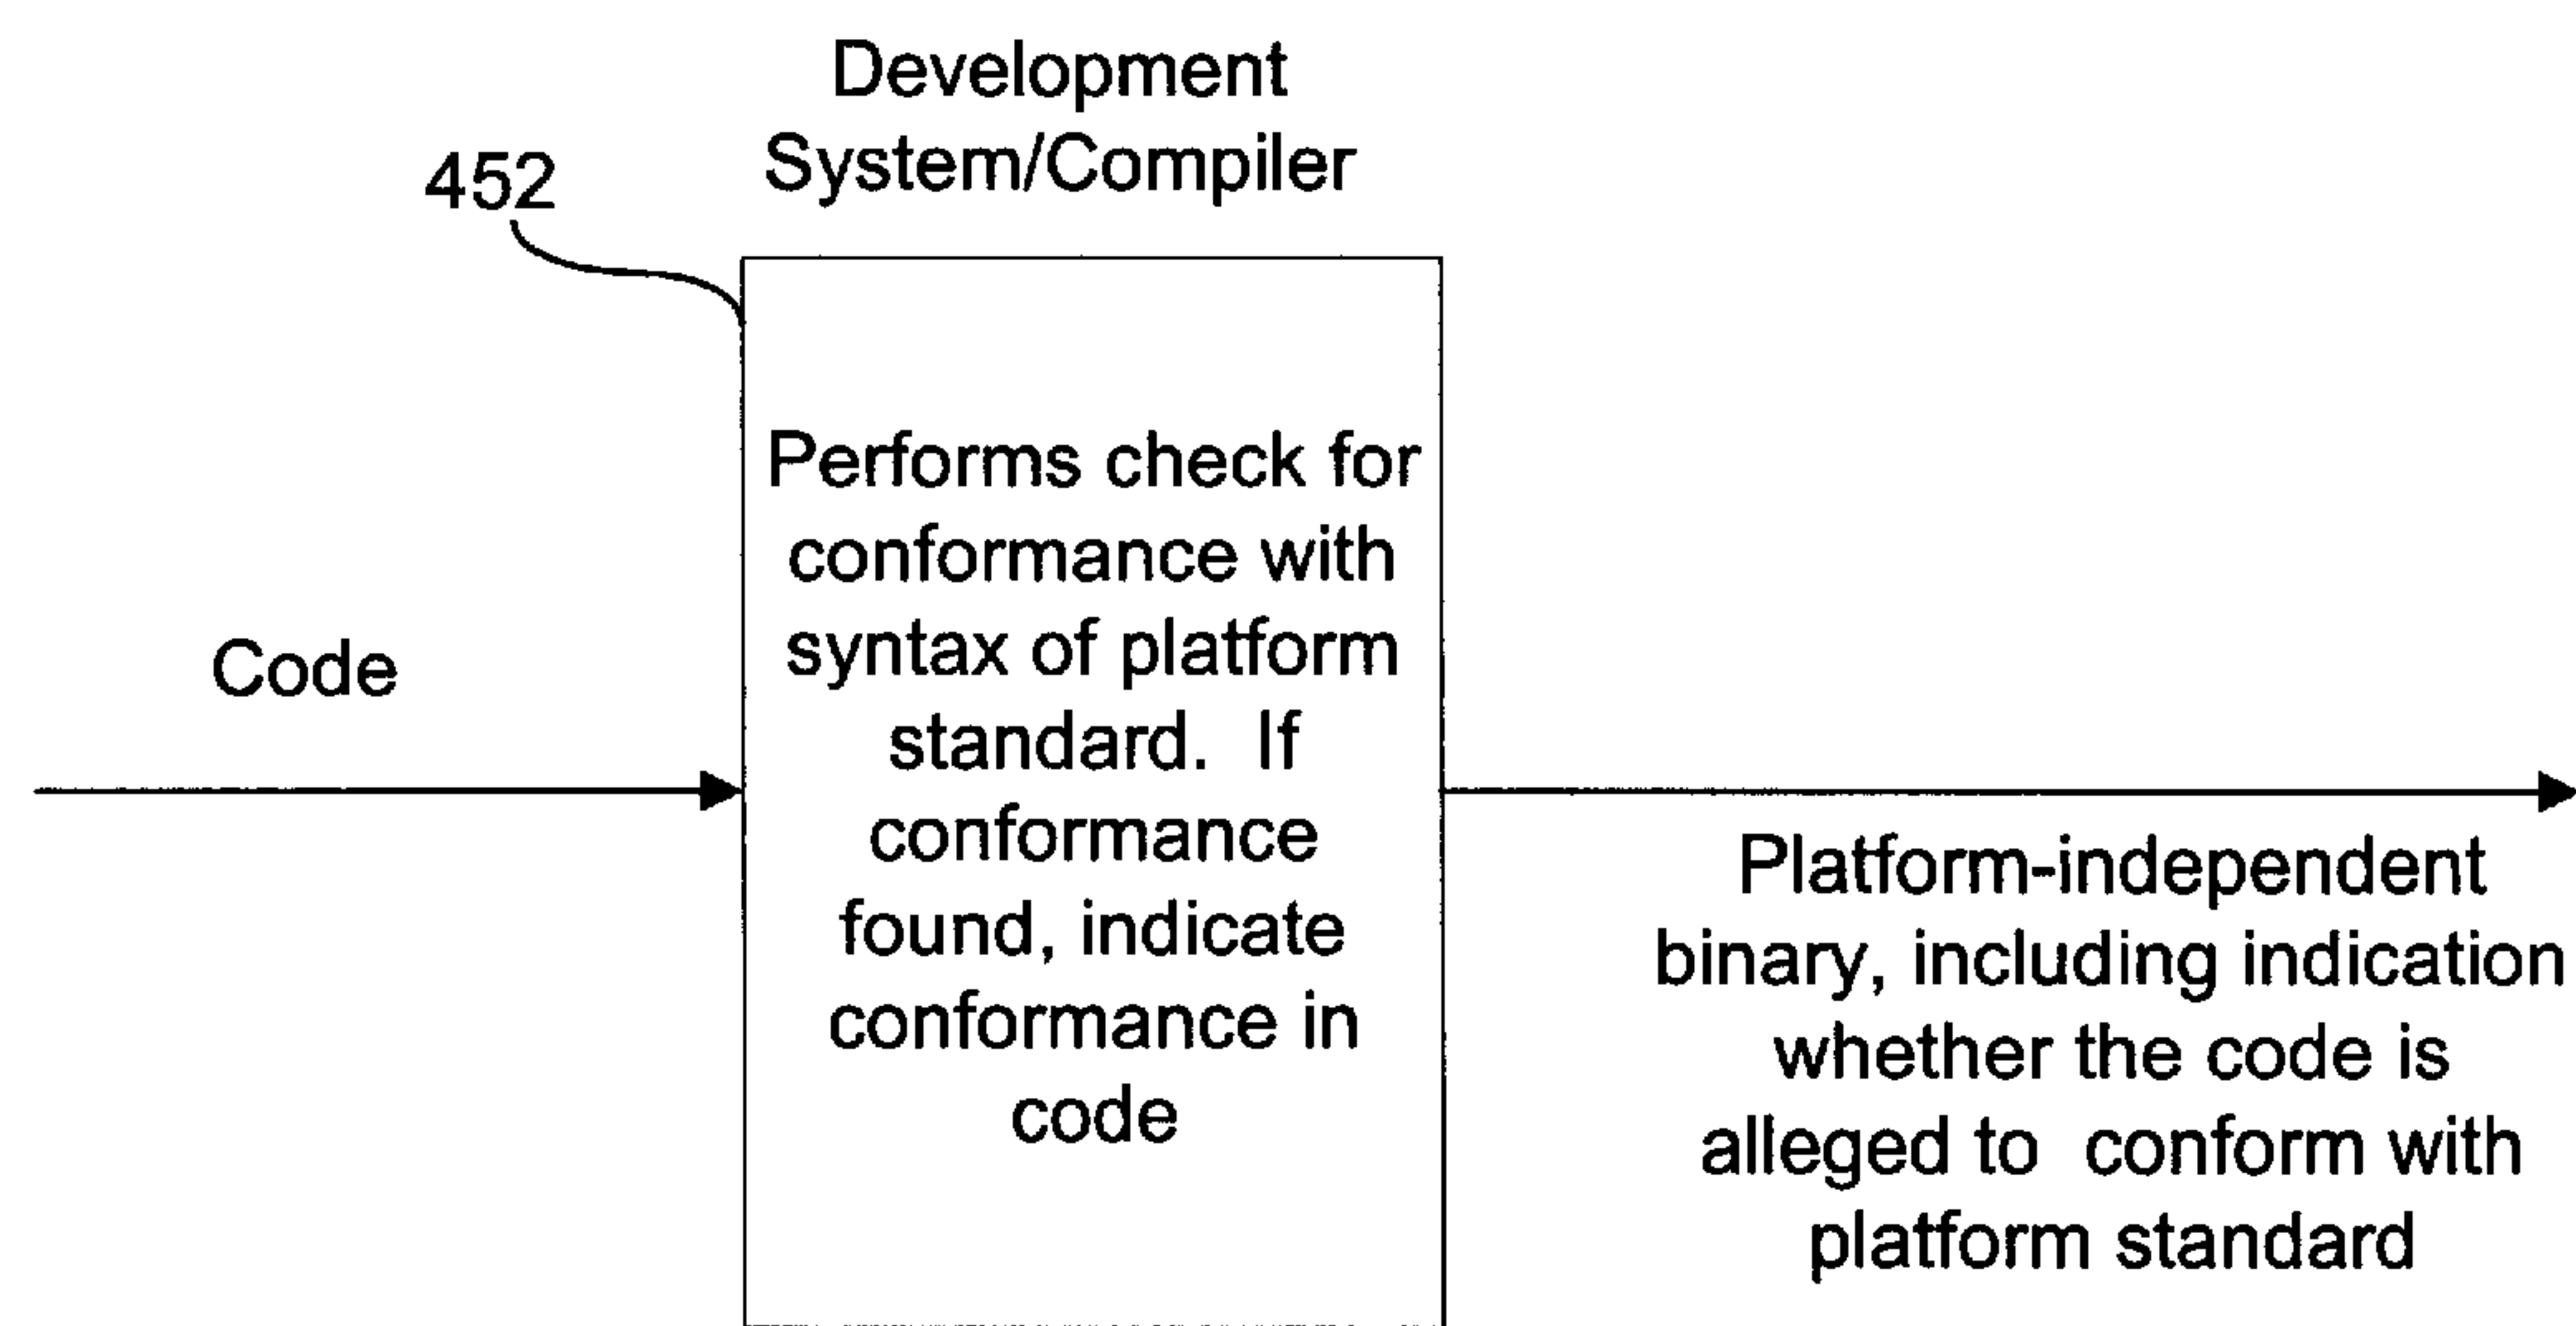 Development
System/Compiler
452
Performs check for
conformance with
syntax of platform
standard.  If
conformance
found, indicate
conformance in
code
Code
Platform-independent
binary, including indication
whether the code is
alleged to  conform with
platform standard